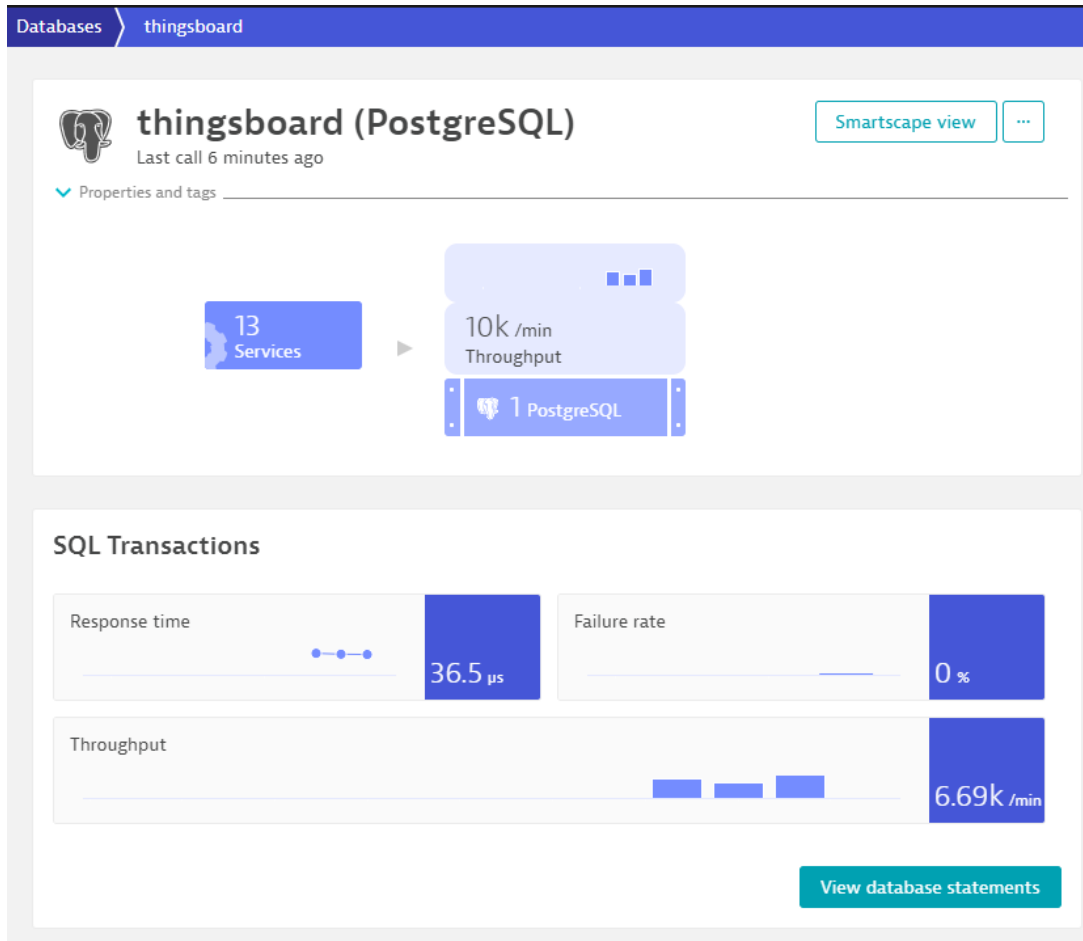 Databases
thingsboard
thingsboard (PostgreSQL)
Smartscape view
...
Last call 6 minutes ago
Properties and tags
13
Services
10k /min
Throughput
1 PostgreSQL
SQL Transactions
Response time
36.5 µs
Failure rate
0 %
Throughput
6.69k /min
View database statements